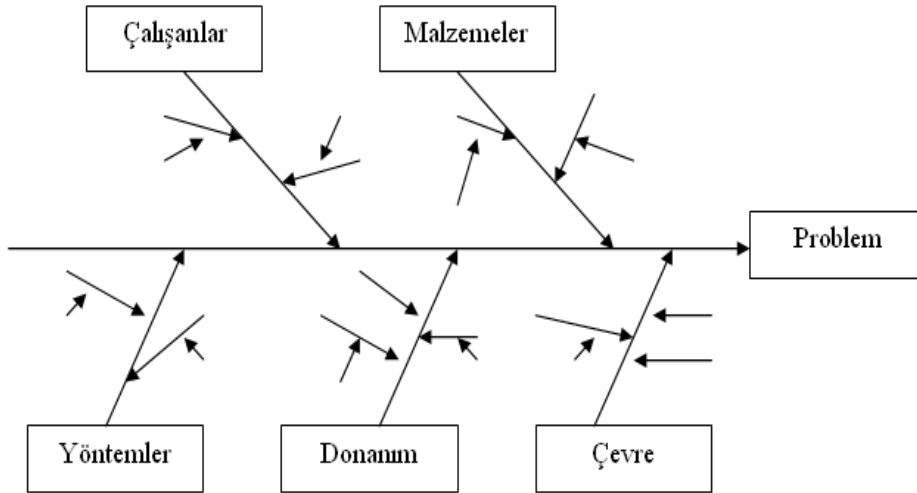 Çalışanlar
Malzemeler
Problem
Yöntemler
Donanım
Çevre